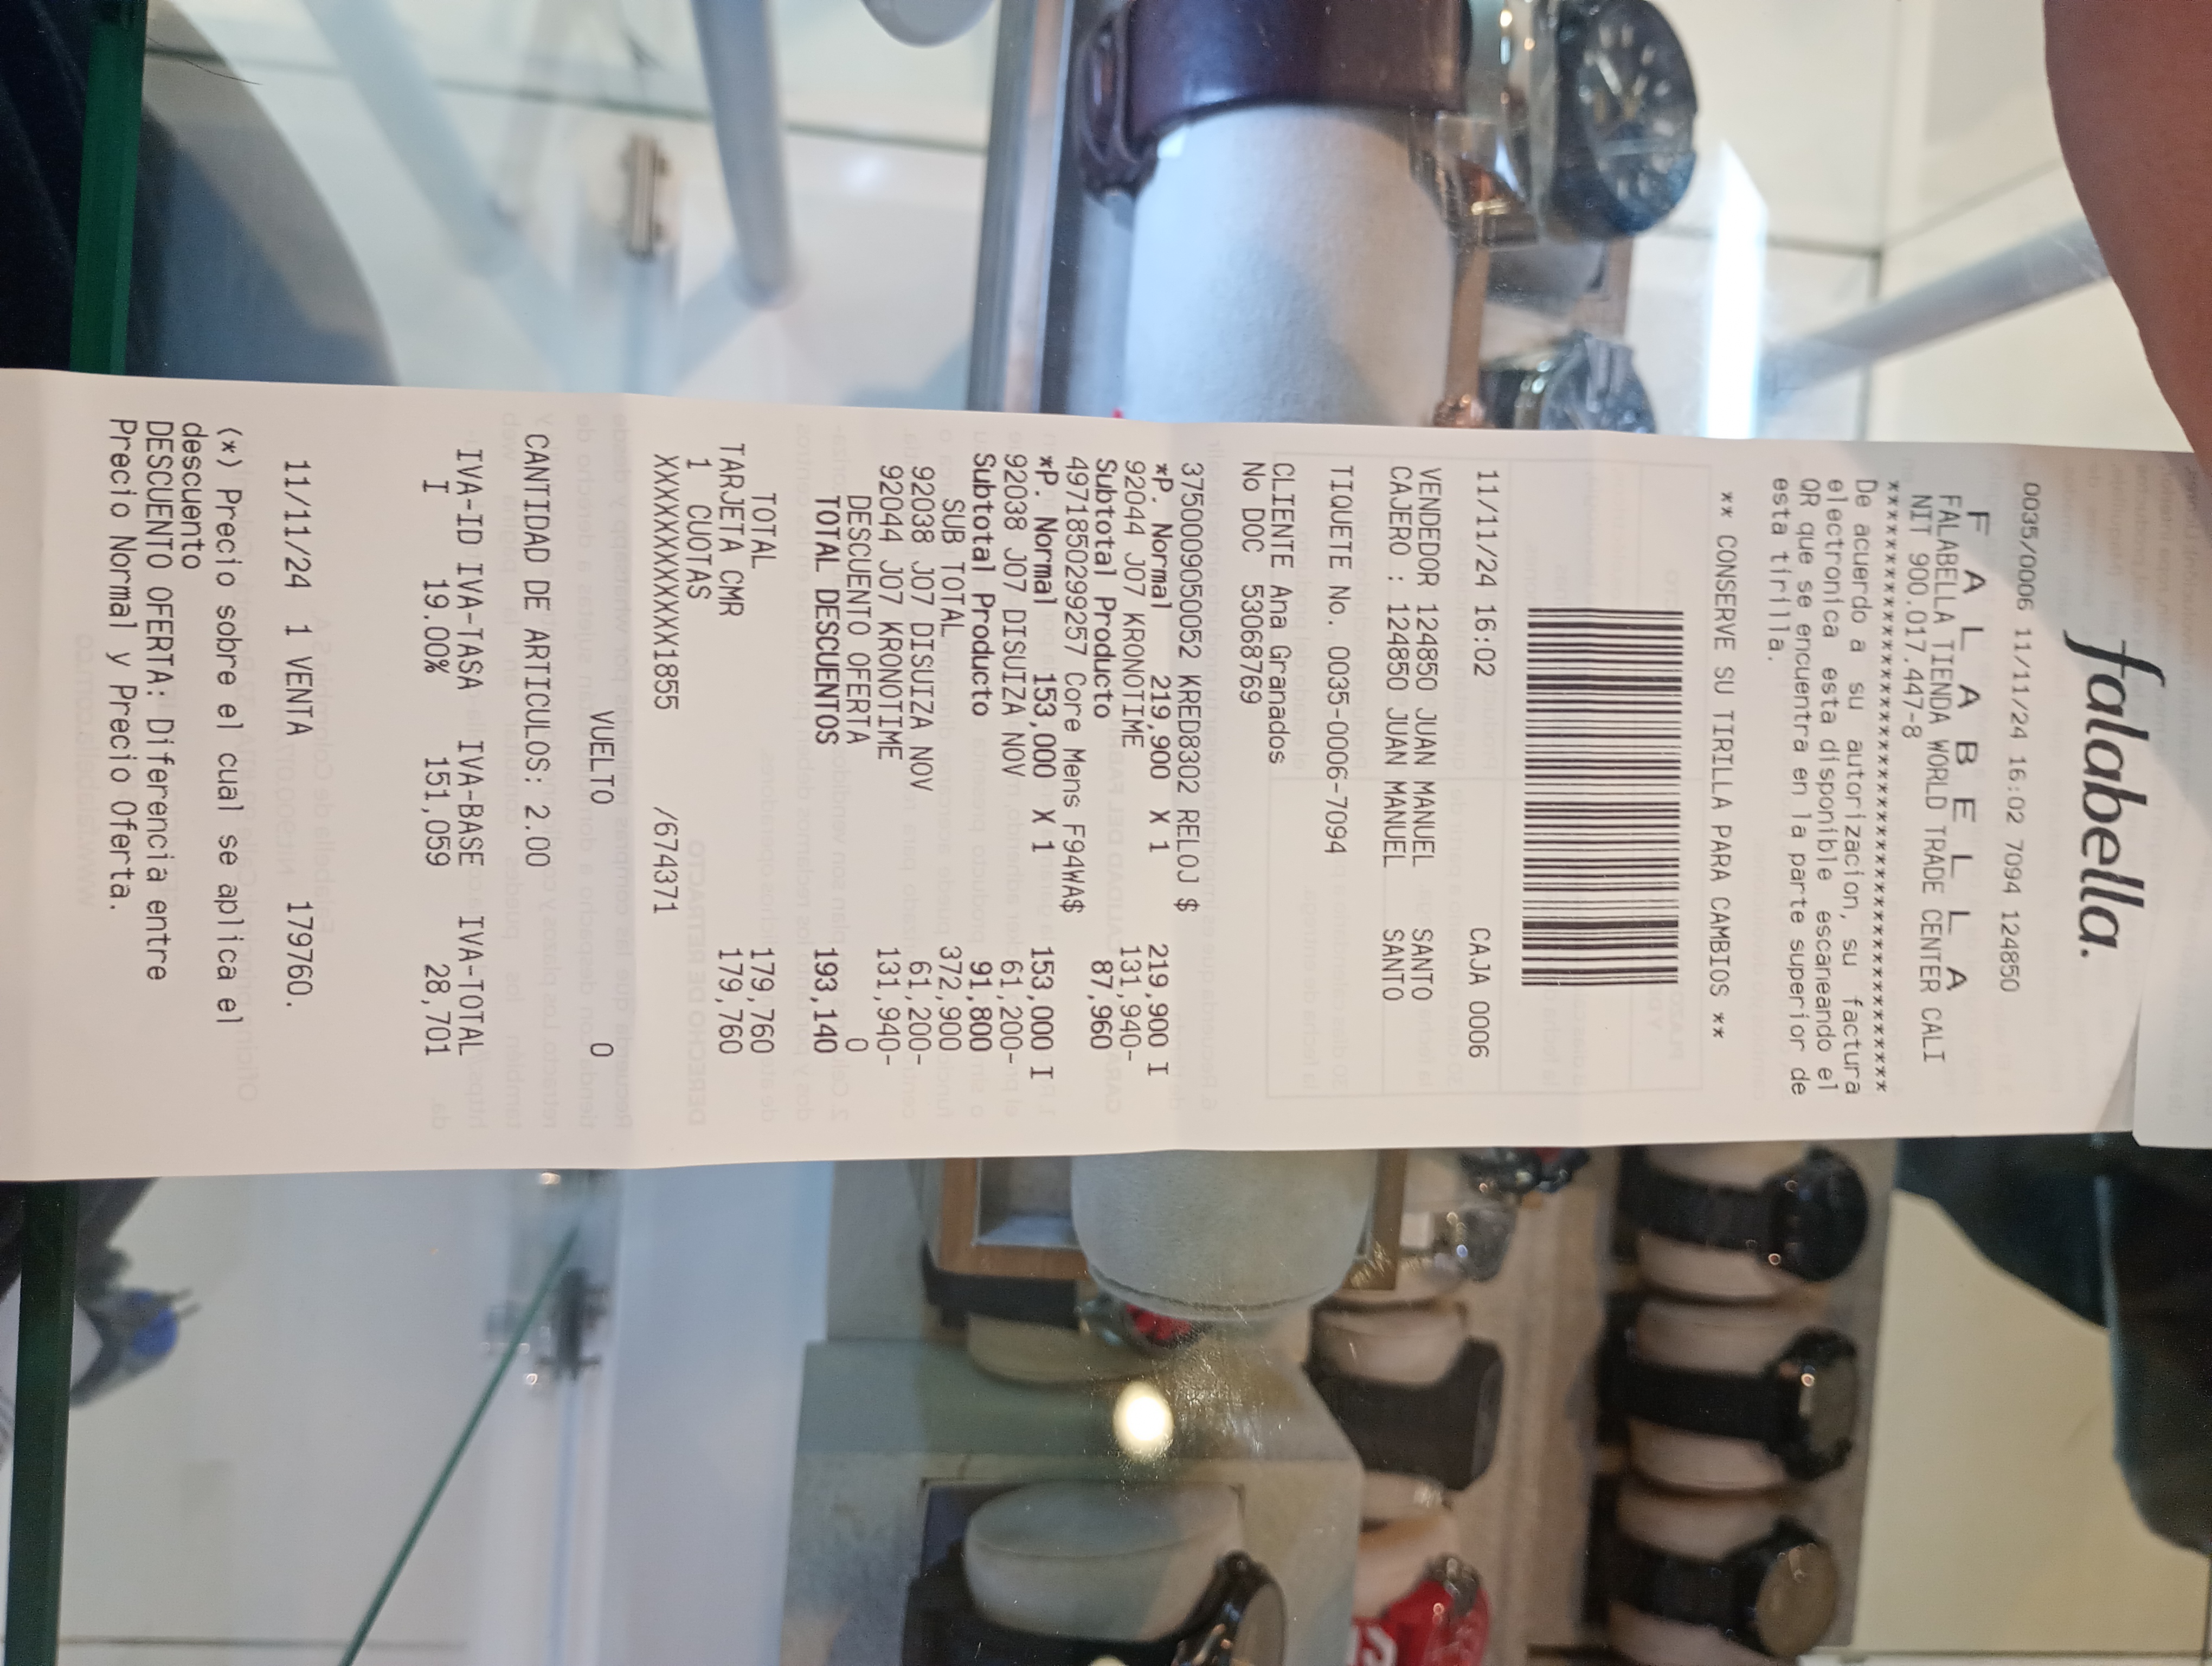 falabella.
0035/0006 11/11/24 16:02 7094 124850
F A L A B E L L A
FALABELLA TIENDA WORLD TRADE CENTER CALI
NIT 900.017.447-8
****************************************
De acuerdo a su autorizacion, su factura
electronica esta disponible escaneando el
QR que se encuentra en la parte superior de
esta tirilla.
** CONSERVE SU TIRILLA PARA CAMBIOS **
11/11/24 16:02 CAJA 0006
VENDEDOR 124850 JUAN MANUEL SANTO
CAJERO : 124850 JUAN MANUEL SANTO
TIQUETE No. 0035-0006-7094
CLIENTE Ana Granados
No DOC 53068769
3750009050052 KRED8302 RELOJ $
*P. Normal 219,900 X 1 219,900 I
92044 J07 KRONOTIME 131,940-
Subtotal Producto 87,960
4971850299257 Core Mens F94WA$
*P. Normal 153,000 X 1 153,000 I
92038 J07 DISUIZA NOV 61,200-
Subtotal Producto 91,800
SUB TOTAL 372,900
92038 J07 DISUIZA NOV 61,200-
92044 J07 KRONOTIME 131,940-
DESCUENTO OFERTA 0
TOTAL DESCUENTOS 193,140
TOTAL 179,760
TARJETA CMR 179,760
1 CUOTAS
XXXXXXXXXXXX1855 /674371
VUELTO 0
CANTIDAD DE ARTICULOS: 2.00
IVA-ID IVA-TASA IVA-BASE IVA-TOTAL
I 19.00% 151,059 28,701
11/11/24 1 VENTA 179760.
(*) Precio sobre el cual se aplica el
descuento
DESCUENTO OFERTA: Diferencia entre
Precio Normal y Precio Oferta.